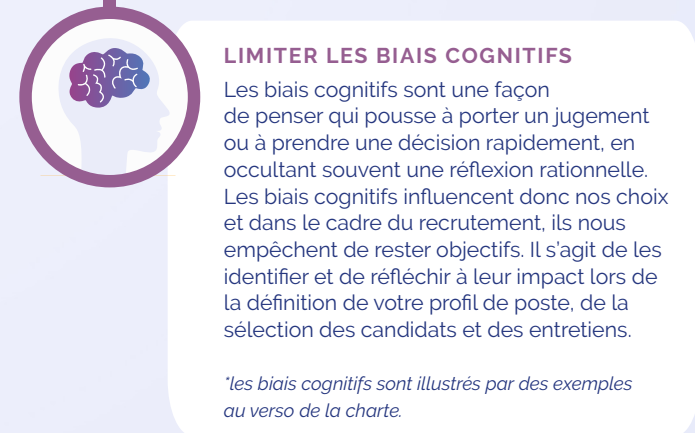 LIMITER LES BIAIS COGNITIFS
Les biais cognitifs sont une façon
de penser qui pousse à porter un jugement
ou à prendre une décision rapidement, en
occultant souvent une réflexion rationnelle.
Les biais cognitifs influencent donc nos choix
et dans le cadre du recrutement, ils nous
empêchent de rester objectifs. Il s'agit de les
identifier et de réfléchir à leur impact lors de
la définition de votre profil de poste, de la
sélection des candidats et des entretiens.
*les biais cognitifs sont illustrés par des exemples
au verso de la charte.